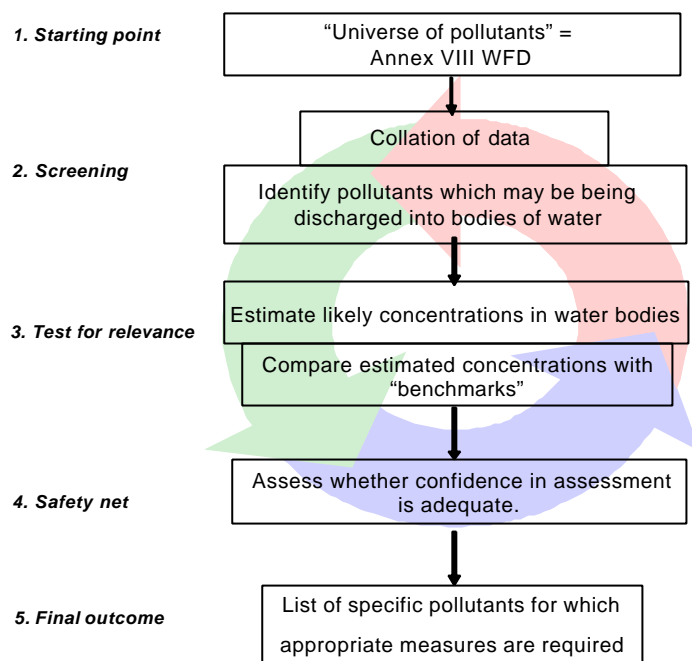 1. Starting point
“Universe of pollutants” =
Annex VIII WFD
Collation of data
2. Screening
Identify pollutants which may be being
discharged into bodies of water
3. Test for relevance
Estimate likely concentrations in water bodies
Compare estimated concentrations with
“benchmarks”
4. Safety net
Assess whether confidence in assessment
is adequate.
5. Final outcome
List of specific pollutants for which
appropriate measures are required